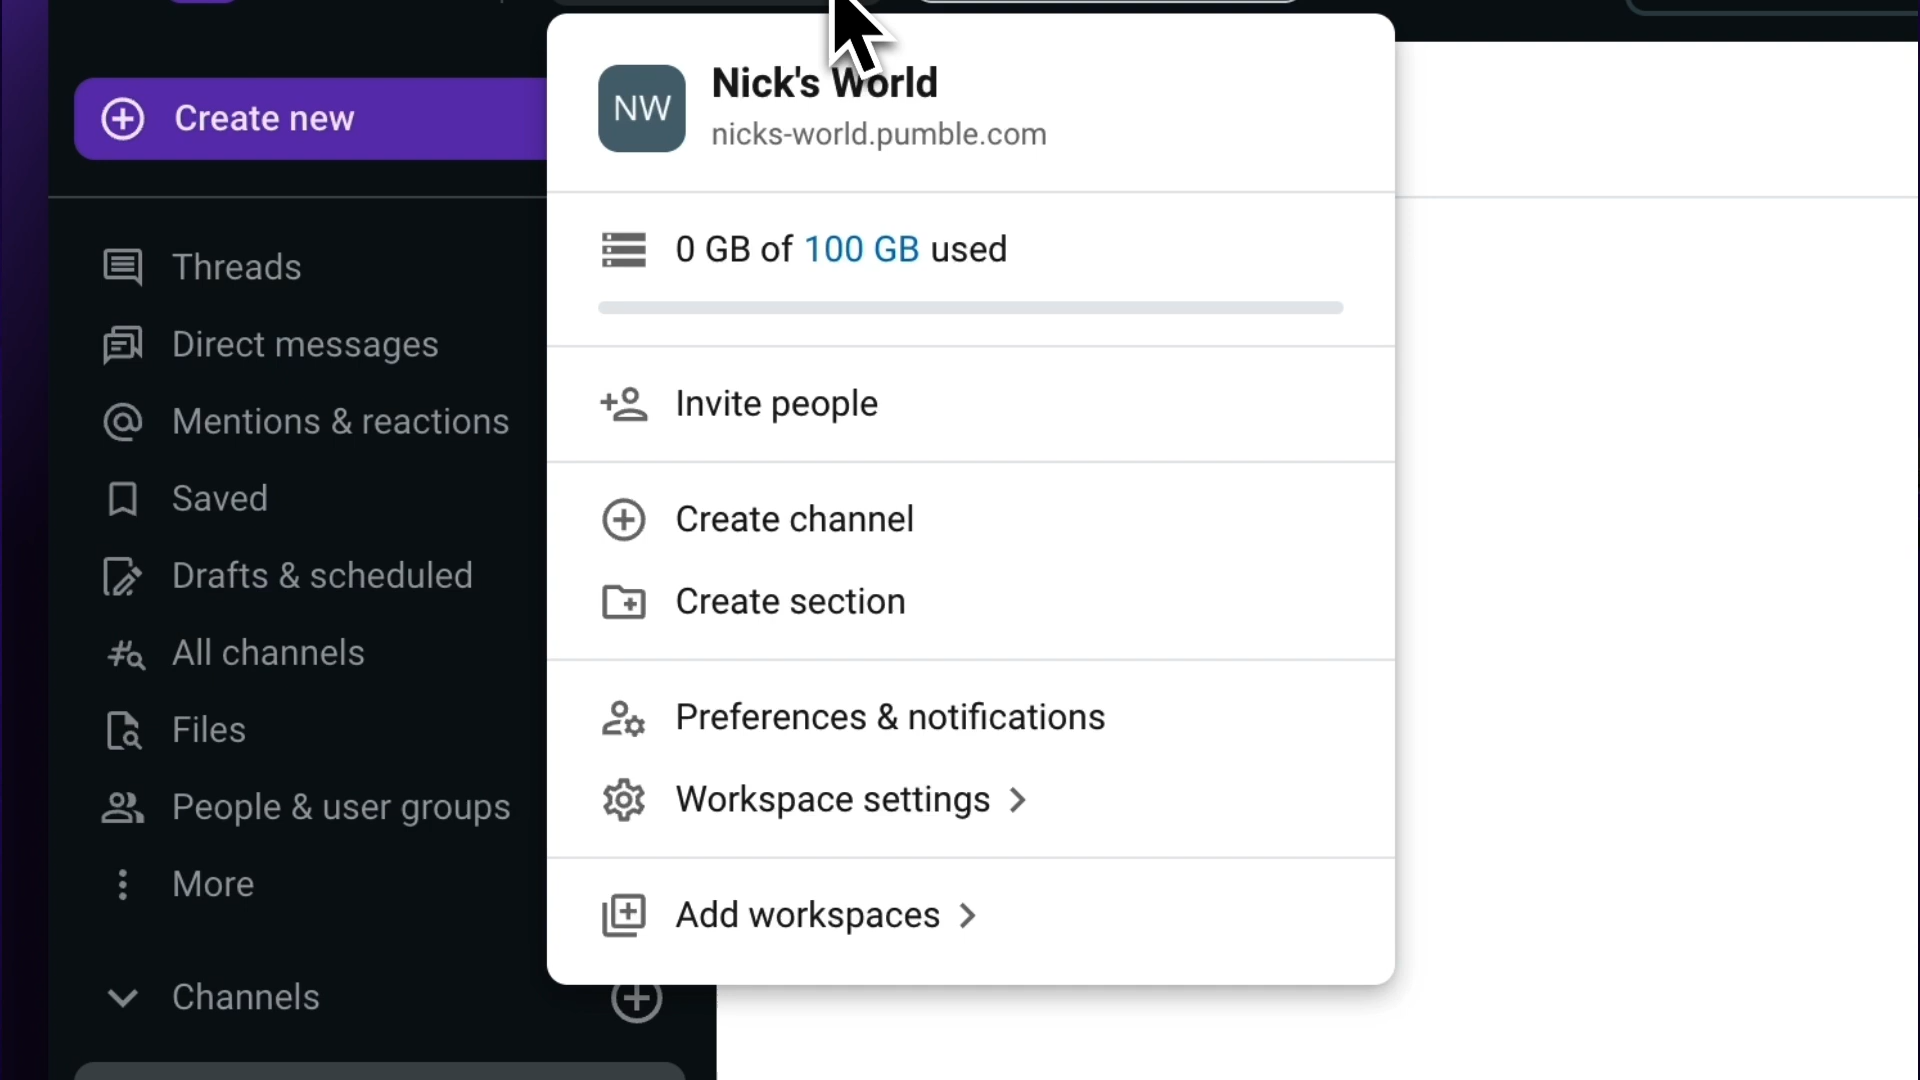 Create new
Threads
Direct messages
Mentions & reactions
Saved
Drafts & scheduled
All channels
Files
People & user groups
More
Channels
NW
Nick's World
nicks-world.pumble.com
0 GB of 100 GB used
Invite people
Create channel
Create section
Preferences & notifications
Workspace settings
Add workspaces